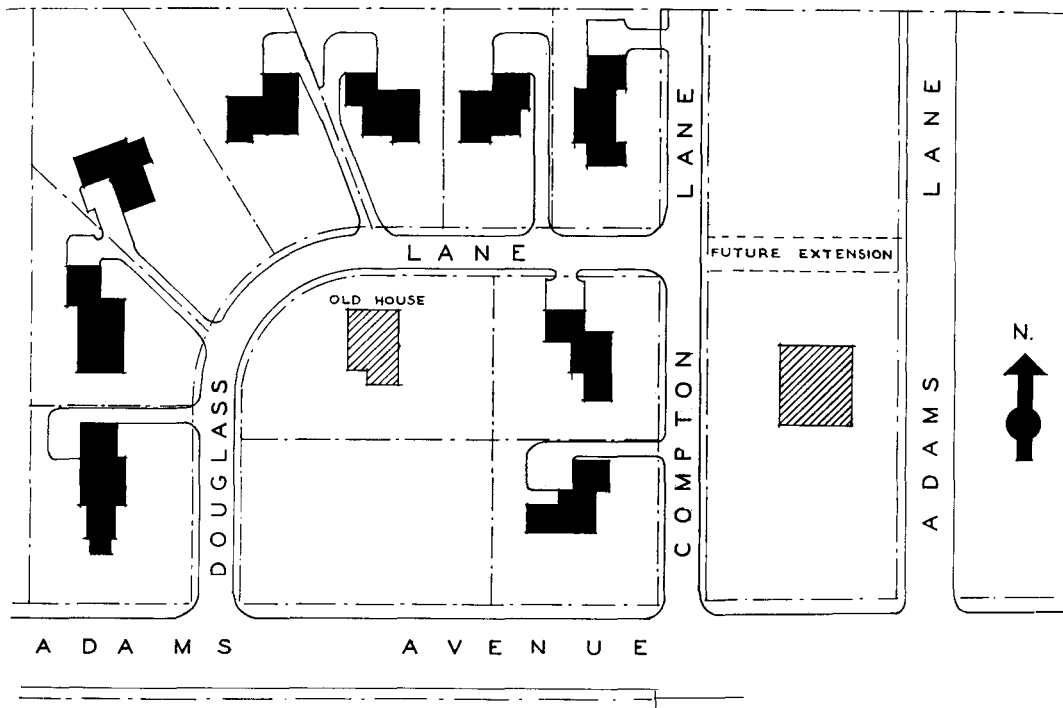 LANE
LANE
LANE
FUTURE EXTENSION
OLD HOUSE
N.
DOUGLASS
COMPTON
ADAMS
ADAMS AVENUE